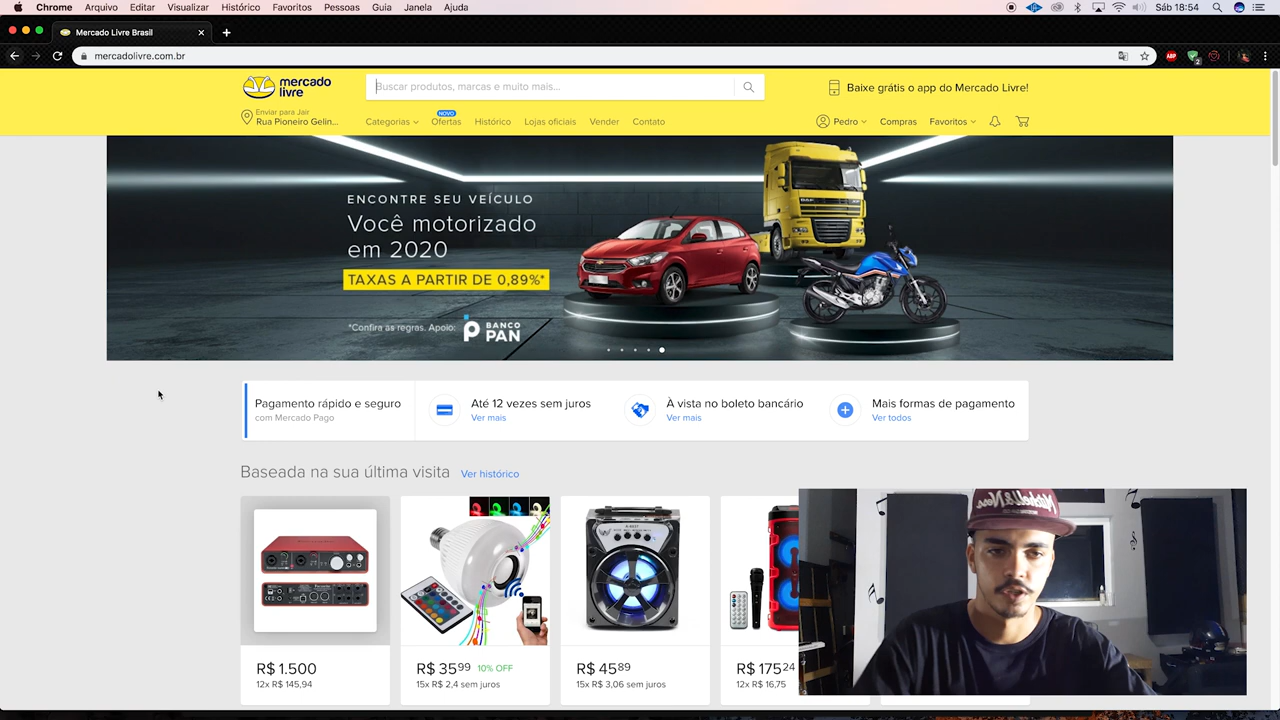 Chrome Arquivo Editar Visualizar Histórico Favoritos Pessoas Guia Janela Ajuda
Sáb 18:54
Mercado Livre Brasil
mercadolivre.com.br
ABP
2
mercado
livre
Buscar produtos, marcas e muito mais...
Baixe grátis o app do Mercado Livre!
Enviar para Jair
Rua Pioneiro Gelin...
NOVO
Categorias Ofertas Histórico Lojas oficiais Vender Contato
Pedro Compras Favoritos
ENCONTRE SEU VEÍCULO
Você motorizado
em 2020
TAXAS A PARTIR DE 0,89%*
*Confira as regras. Apoio:
BANCO
PAN
DAF
Pagamento rápido e seguro
com Mercado Pago
Até 12 vezes sem juros
Ver mais
À vista no boleto bancário
Ver mais
Mais formas de pagamento
Ver todos
Baseada na sua última visita Ver histórico
R$ 1.500
12x R$ 145,94
R$ 35 99 10% OFF
15x R$ 2,4 sem juros
R$ 45 89
15x R$ 3,06 sem juros
R$ 175 24
12x R$ 16,75